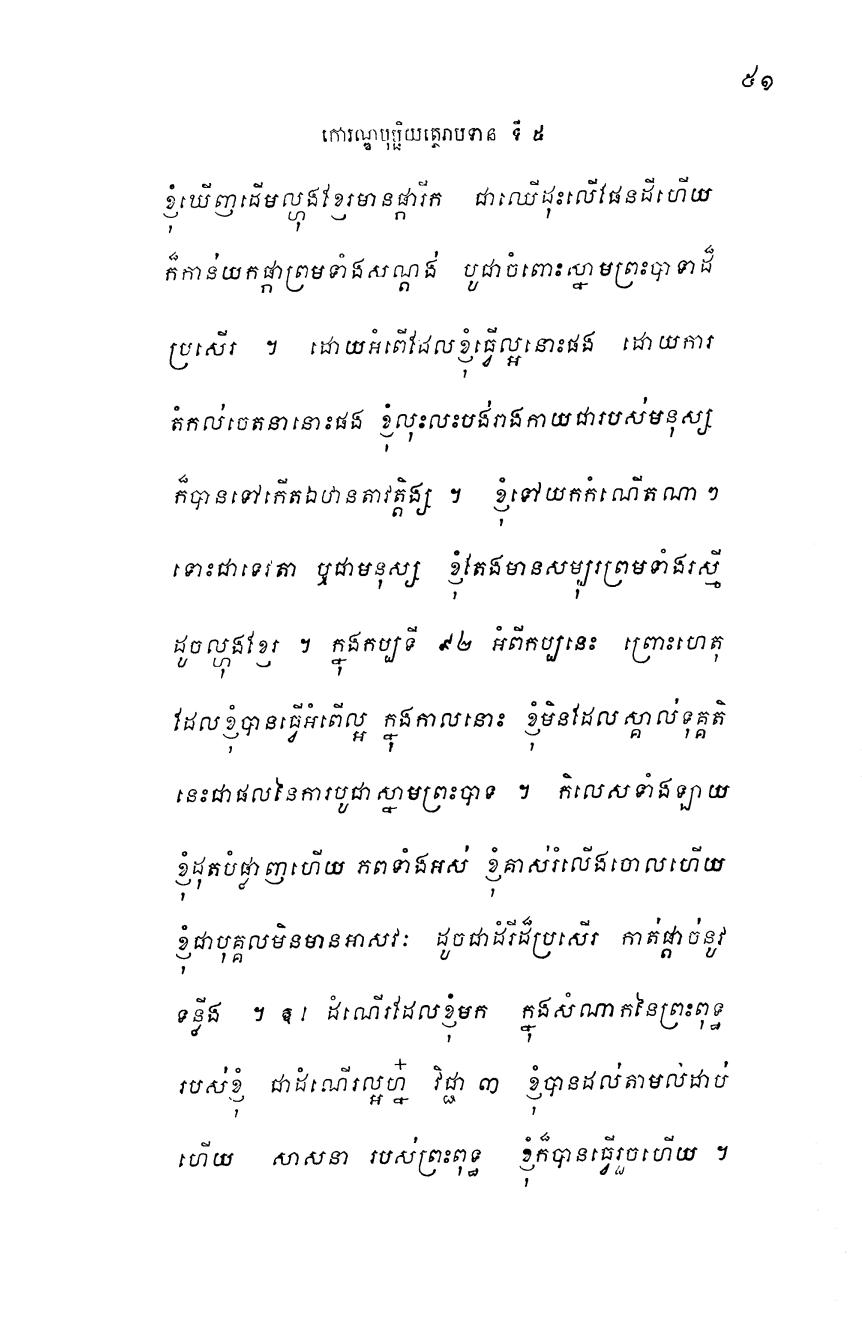 ៥១
កោរណ្ឌបុប្ផិយត្ថេរាបទាន ទី ៥
ខ្ញុំឃើញដើមល្ហុងខ្មែរមានផ្ការីក ជាឈើដុះលើផែនដីហើយ
ក៏កាន់យកផ្កាព្រមទាំងសណ្តង់ បូជាចំពោះស្នាមព្រះបាទាដ៏
ប្រសើរ ។ ដោយអំពើដែលខ្ញុំធ្វើល្អនោះផង ដោយការ
តំកល់ចេតនានោះផង ខ្ញុំលុះលះបង់រាងកាយជារបស់មនុស្ស
ក៏បានទៅកើតឯឋានតាវត្តិង្ស ។ ខ្ញុំទៅយកកំណើតណា ៗ
ទោះជាទេវតា ឬជាមនុស្ស ខ្ញុំតែងមានសម្បុរព្រមទាំងរស្មី
ដូចល្ហុងខ្មែរ ។ ក្នុងកប្បទី ៩២ អំពីកប្បនេះ ព្រោះហេតុ
ដែលខ្ញុំបានធ្វើអំពើល្អ ក្នុងកាលនោះ ខ្ញុំមិនដែលស្គាល់ទុគ្គតិ
នេះជាផលនៃការបូជាស្នាមព្រះបាទ ។ កិលេសទាំងឡាយ
ខ្ញុំដុតបំផ្លាញហើយ ភពទាំងអស់ ខ្ញុំគាស់រំលើងចោលហើយ
ខ្ញុំជាបុគ្គលមិនមានអាសវៈ ដូចជាដំរីដ៏ប្រសើរ កាត់ផ្តាច់នូវ
ទន្លីង ។ ឱ! ដំណើរដែលខ្ញុំមក ក្នុងសំណាកនៃព្រះពុទ្ធ
របស់ខ្ញុំ ជាដំណើរល្អហ្ន៎ វិជ្ជា ៣ ខ្ញុំបានដល់តាមលំដាប់
ហើយ សាសនា របស់ព្រះពុទ្ធ ខ្ញុំក៏បានធ្វើរួចហើយ ។